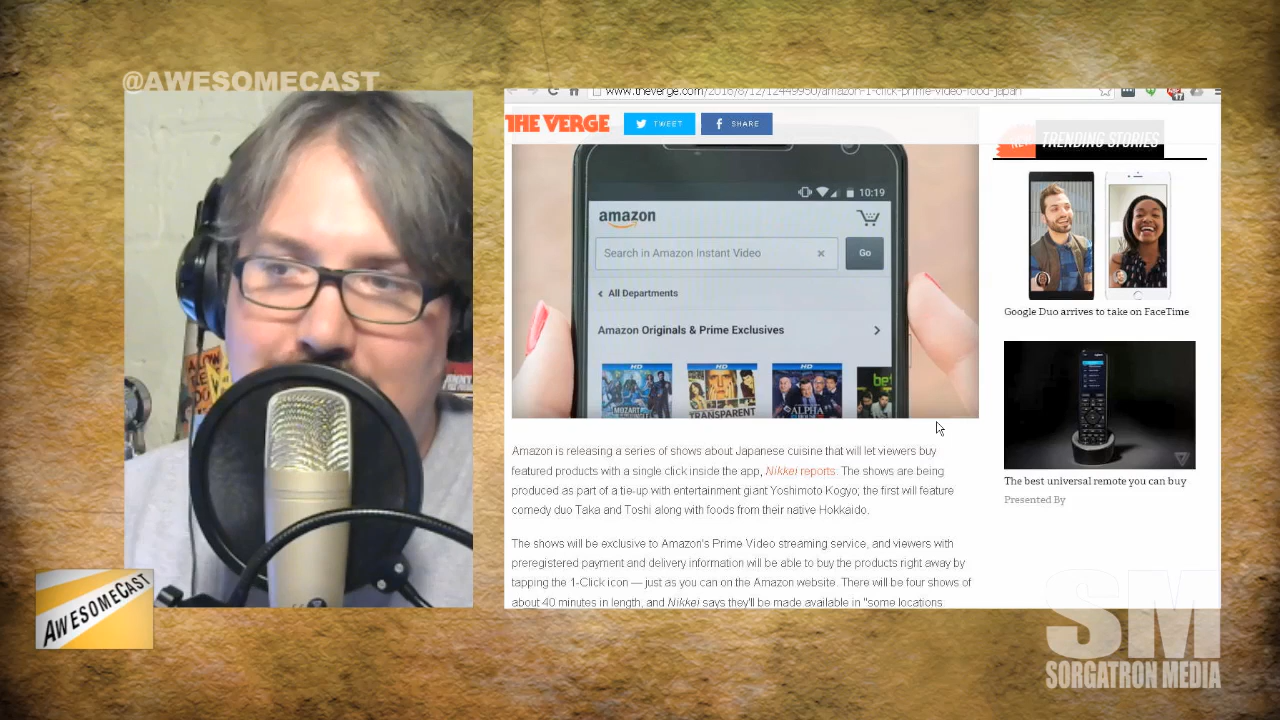 @AWESOMECAST
www.theverge.com/2016/8/12/12449950/amazon-1-click-prime-video-food-japan
THE VERGE
TWEET
SHARE
10:19
amazon
Search in Amazon Instant Video
Go
All Departments
Amazon Originals & Prime Exclusives
HD
HD
HD
MOZART
TRANSPARENT
ALPHA
bet
TRENDING STORIES
Google Duo arrives to take on FaceTime
The best universal remote you can buy
Presented By
Amazon is releasing a series of shows about Japanese cuisine that will let viewers buy
featured products with a single click inside the app, Nikkei reports. The shows are being
produced as part of a tie-up with entertainment giant Yoshimoto Kogyo; the first will feature
comedy duo Taka and Toshi along with foods from their native Hokkaido.
The shows will be exclusive to Amazon's Prime Video streaming service, and viewers with
preregistered payment and delivery information will be able to buy the products right away by
tapping the 1-Click icon — just as you can on the Amazon website. There will be four shows of
about 40 minutes in length, and Nikkei says they'll be made available in "some locations
AWESOMECAST
SM
SORGATRON MEDIA